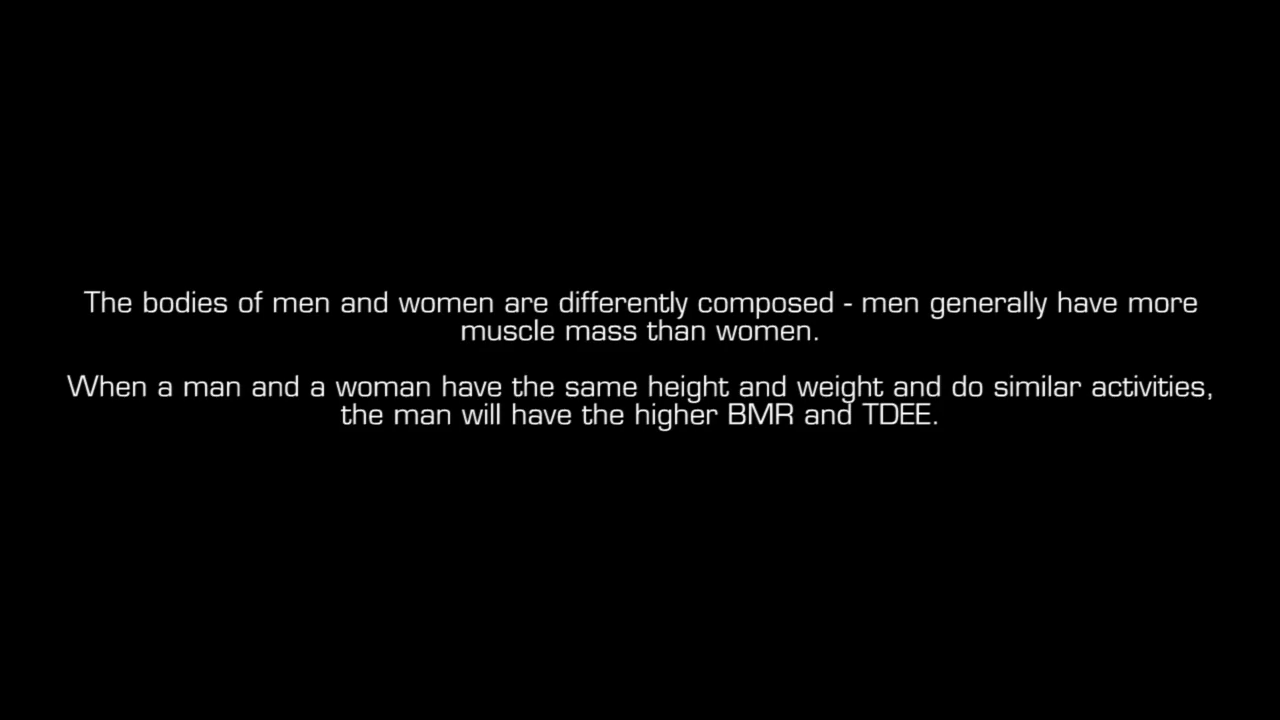 The bodies of men and women are differently composed - men generally have more
muscle mass than women.
When a man and a woman have the same height and weight and do similar activities,
the man will have the higher BMR and TDEE.